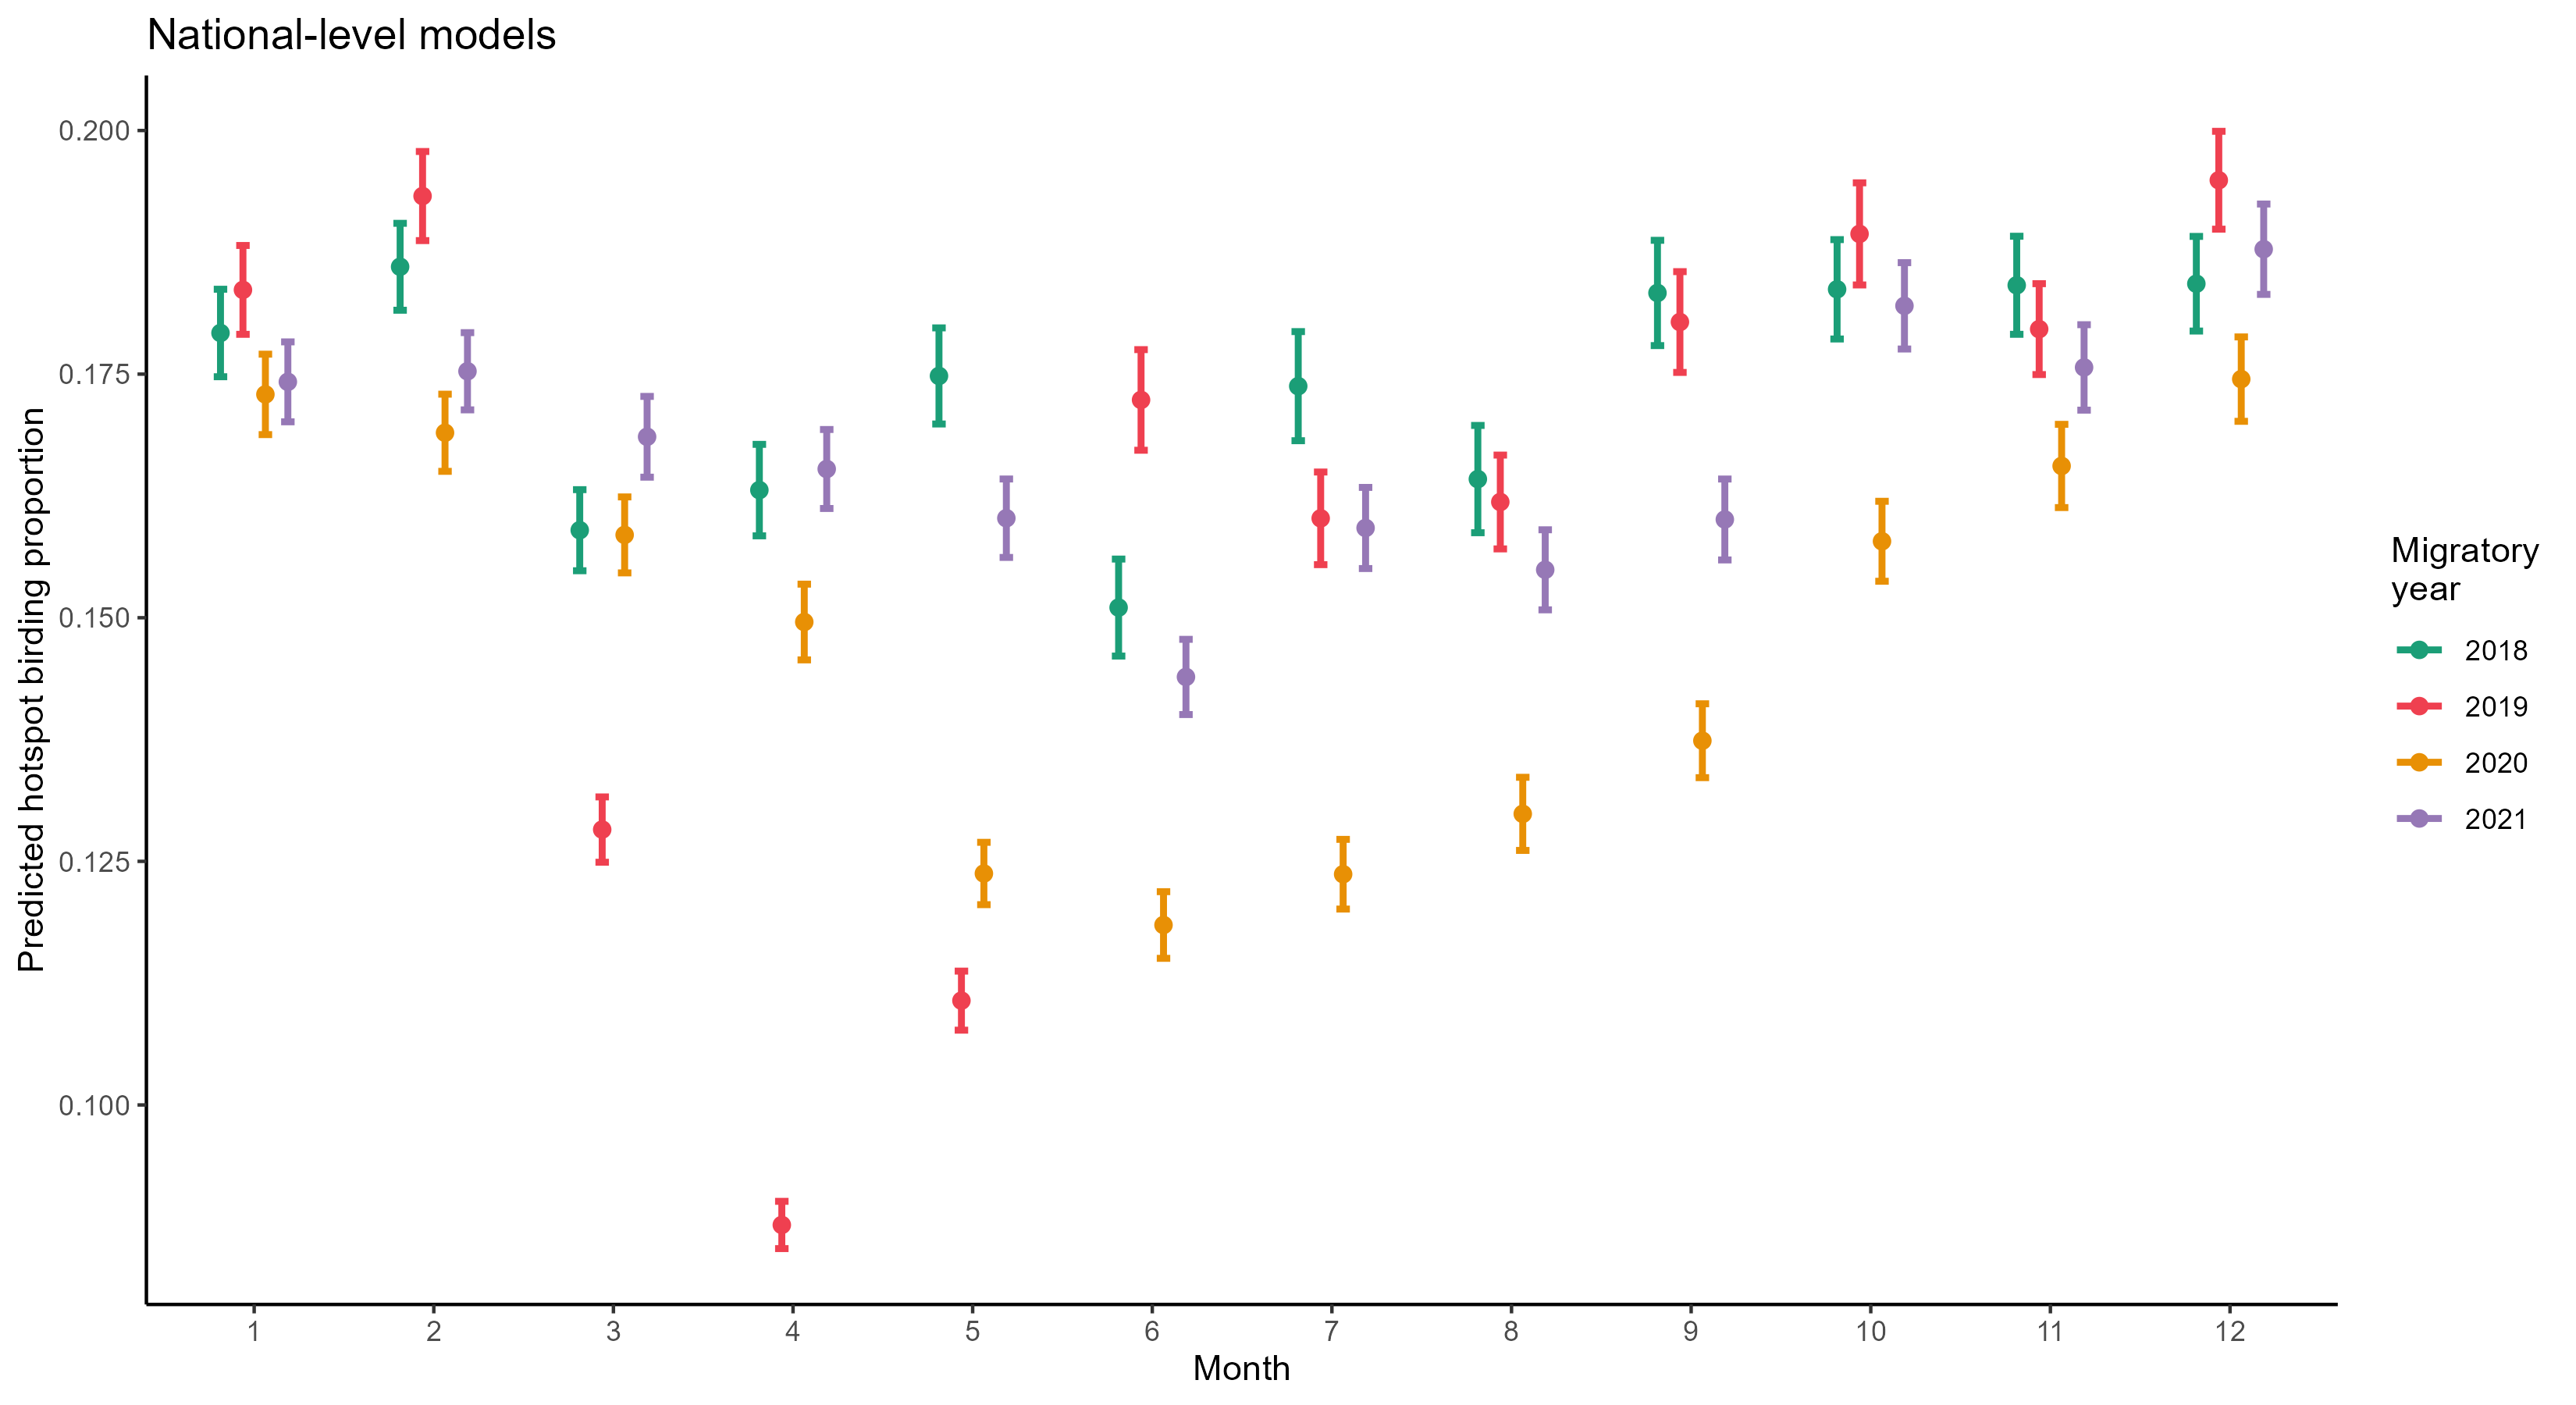 National-level models
Predicted hotspot birding proportion
0.200
0.175
0.150
0.125
0.100
1 2 3 4 5 6 7 8 9 10 11 12
Month
Migratory
year
2018
2019
2020
2021